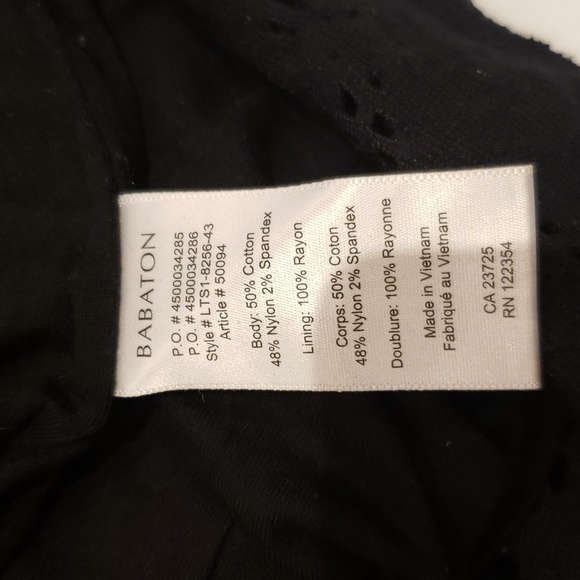 BABATON
P.O. # 4500034285
P.O. # 4500034286
Style # LTS1-8256-43
Article # 50094
Body: 50% Cotton
48% Nylon 2% Spandex
Lining: 100% Rayon
Corps: 50% Coton
48% Nylon 2% Spandex
Doublure: 100% Rayonne
Made in Vietnam
Fabriqué au Vietnam
CA 23725
RN 122354